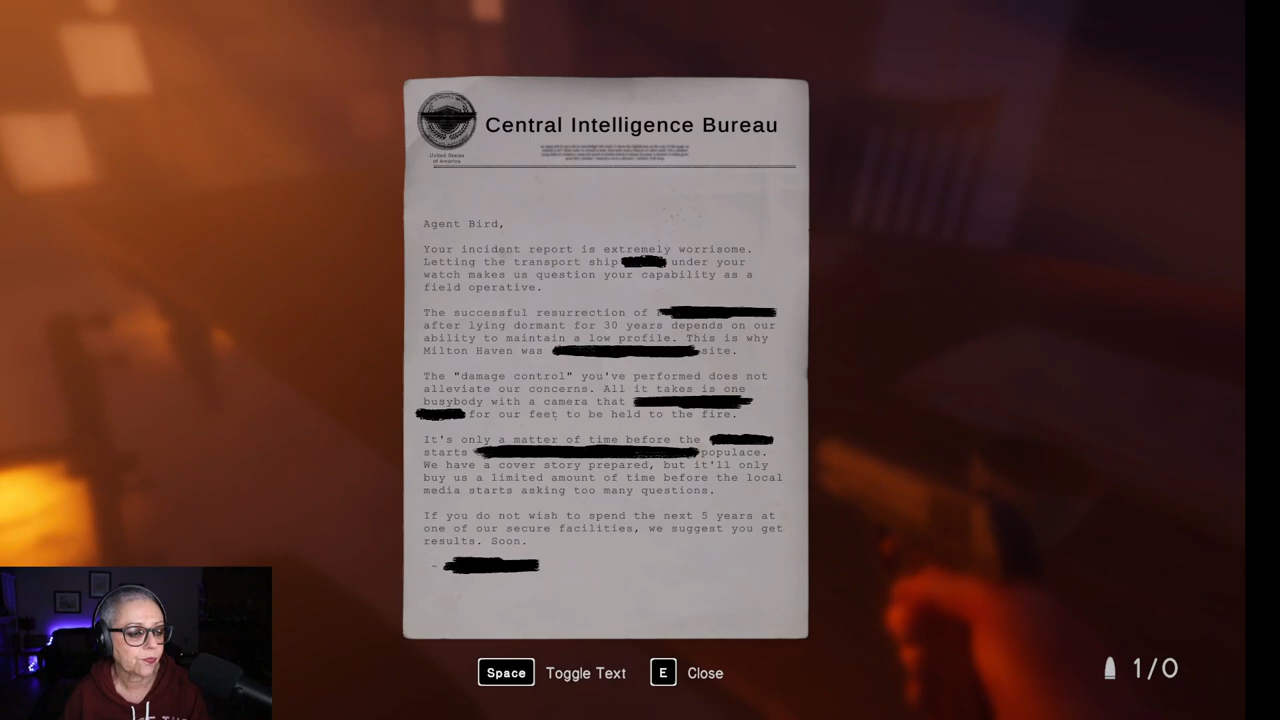 Central Intelligence Bureau
United States
of America
Agent Bird,
Your incident report is extremely worrisome.
Letting the transport ship under your
watch makes us question your capability as a
field operative.
The successful resurrection of
after lying dormant for 30 years depends on our
ability to maintain a low profile. This is why
Milton Haven was site.
The "damage control" you've performed does not
alleviate our concerns. All it takes is one
busybody with a camera that
for our feet to be held to the fire.
It's only a matter of time before the
starts populace.
We have a cover story prepared, but it'll only
buy us a limited amount of time before the local
media starts asking too many questions.
If you do not wish to spend the next 5 years at
one of our secure facilities, we suggest you get
results. Soon.
~
Space Toggle Text E Close
1/0